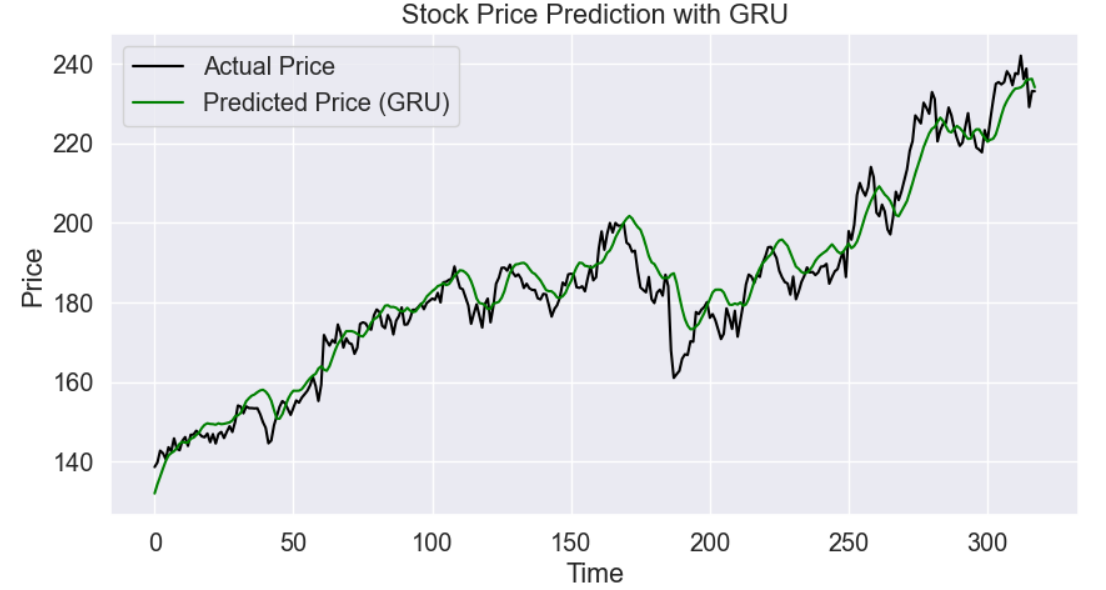 Stock Price Prediction with GRU
Actual Price
Predicted Price (GRU)
240
220
200
180
160
140
Price
0 50 100 150 200 250 300
Time